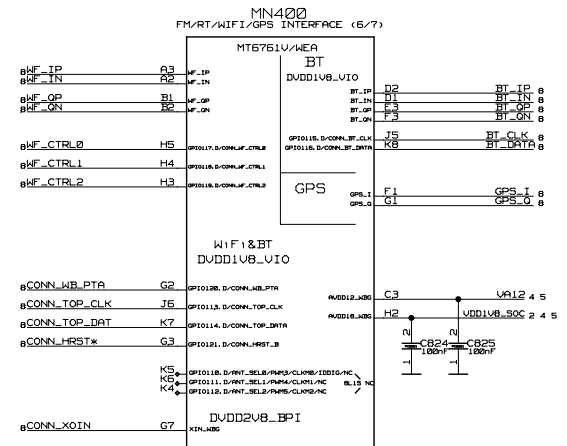 MN400
FM/RT/WIFI/GPS INTERFACE (6/7)
MT6761V/WEA
BT
DVDD1V8_VIO
8 WF_IP A3 WF_IP
8 WF_IN A2 WF_IN
8 WF_QP B1 WF_QP
8 WF_QN B2 WF_QN
BT_IP D2 BT_IP 8
BT_IN D1 BT_IN 8
BT_QP E3 BT_QP 8
BT_QN F3 BT_QN 8
GPIO115.D/CONN_BT_CLK J5 BT_CLK 8
GPIO116.D/CONN_BT_DATA K8 BT_DATA 8
8 WF_CTRL0 H5 GPIO117.D/CONN_WF_CTRL0
8 WF_CTRL1 H4 GPIO118.D/CONN_WF_CTRL1
8 WF_CTRL2 H3 GPIO119.D/CONN_WF_CTRL2
GPS
GPS_I F1 GPS_I 8
GPS_Q G1 GPS_Q 8
WiFi&BT
DVDD1V8_VIO
8 CONN_WB_PTA G2 GPIO120.D/CONN_WB_PTA
8 CONN_TOP_CLK J6 GPIO113.D/CONN_TOP_CLK
8 CONN_TOP_DAT K7 GPIO114.D/CONN_TOP_DATA
8 CONN_HRST* G3 GPIO121.D/CONN_HRST_B
AVDD12_WBG C3 VA12 4 5
AVDD18_WBG H2 VDD1V8_SOC 2 4 5
2 2
C824 C825
100nF 100nF
1 1
K5 GPIO110.D/ANT_SEL0/PWM3/CLKM0/IDDIG/NC
K6 GPIO111.D/ANT_SEL1/PWM4/CLKM1/NC
K4 GPIO112.D/ANT_SEL2/PWM5/CLKM2/NC
BL1S NC
DVDD2V8_BPI
8 CONN_XOIN G7 XIN_WBG